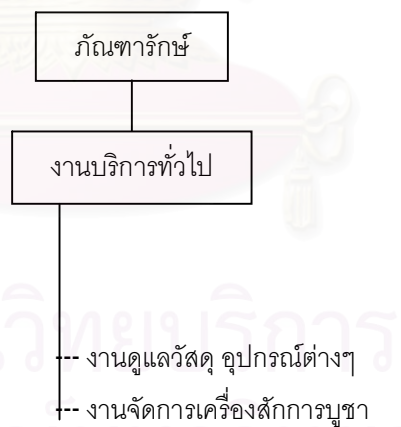 ภัณฑารักษ์
งานบริการทั่วไป
--- งานดูแลวัสดุ อุปกรณ์ต่างๆ
--- งานจัดการเครื่องสักการบูชา